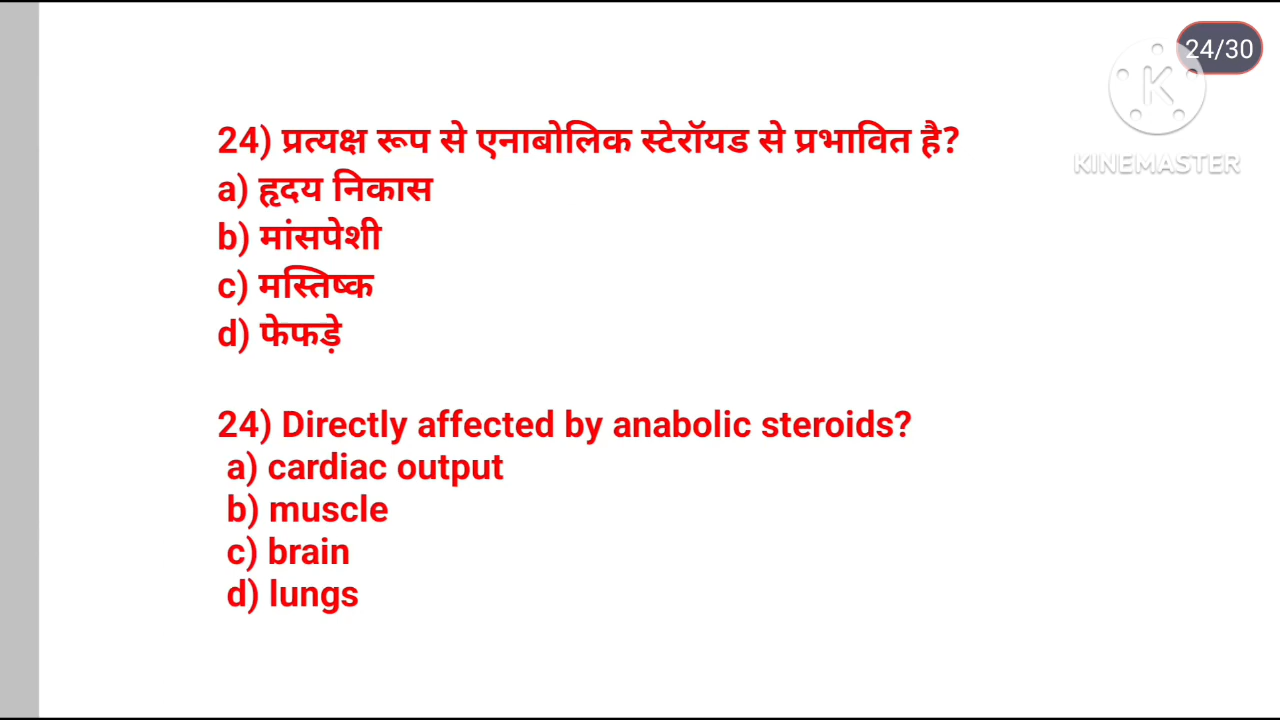 24/30
KINEMASTER
24) प्रत्यक्ष रूप से एनाबोलिक स्टेरॉयड से प्रभावित है?
a) हृदय निकास
b) मांसपेशी
c) मस्तिष्क
d) फेफड़े
24) Directly affected by anabolic steroids?
a) cardiac output
b) muscle
c) brain
d) lungs